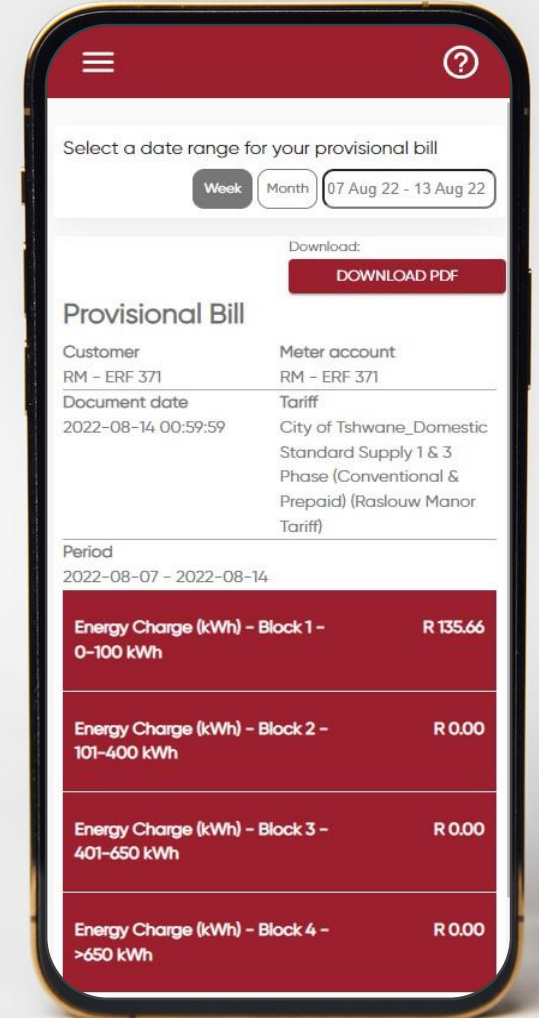 ?
Select a date range for your provisional bill
Week Month 07 Aug 22 - 13 Aug 22
Download:
DOWNLOAD PDF
Provisional Bill
Customer Meter account
RM - ERF 371 RM - ERF 371
Document date Tariff
2022-08-14 00:59:59 City of Tshwane_Domestic
Standard Supply 1 & 3
Phase (Conventional &
Prepaid) (Raslouw Manor
Tariff)
Period
2022-08-07 - 2022-08-14
Energy Charge (kWh) - Block 1 - R 135.66
0-100 kWh
Energy Charge (kWh) - Block 2 - R 0.00
101-400 kWh
Energy Charge (kWh) - Block 3 - R 0.00
401-650 kWh
Energy Charge (kWh) - Block 4 - R 0.00
>650 kWh